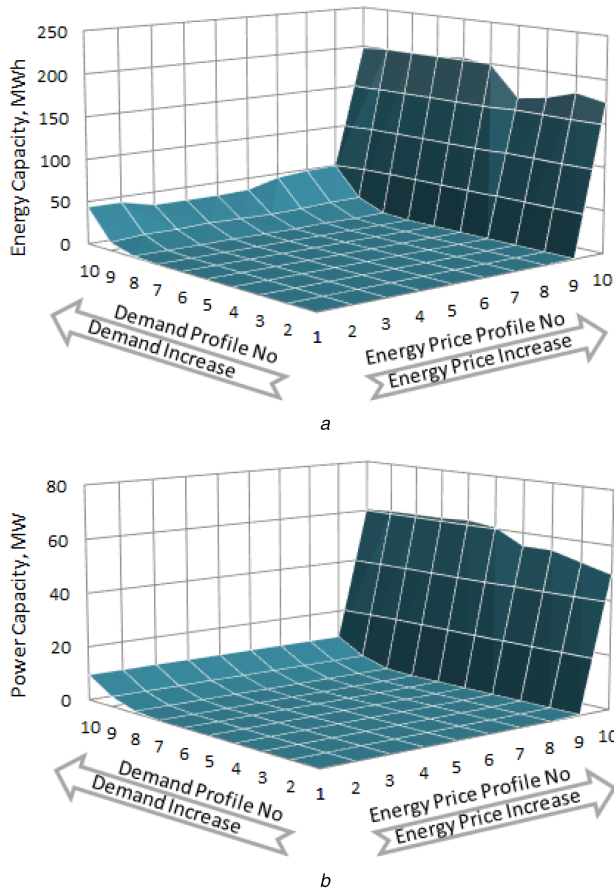 250
200
150
100
50
0
Energy Capacity, MWh
10 9 8 7 6 5 4 3 2 1
2 3 4 5 6 7 8 9 10
Demand Profile No
Demand Increase
Energy Price Profile No
Energy Price Increase
a
80
60
40
20
0
Power Capacity, MW
10 9 8 7 6 5 4 3 2 1
2 3 4 5 6 7 8 9 10
Demand Profile No
Demand Increase
Energy Price Profile No
Energy Price Increase
b